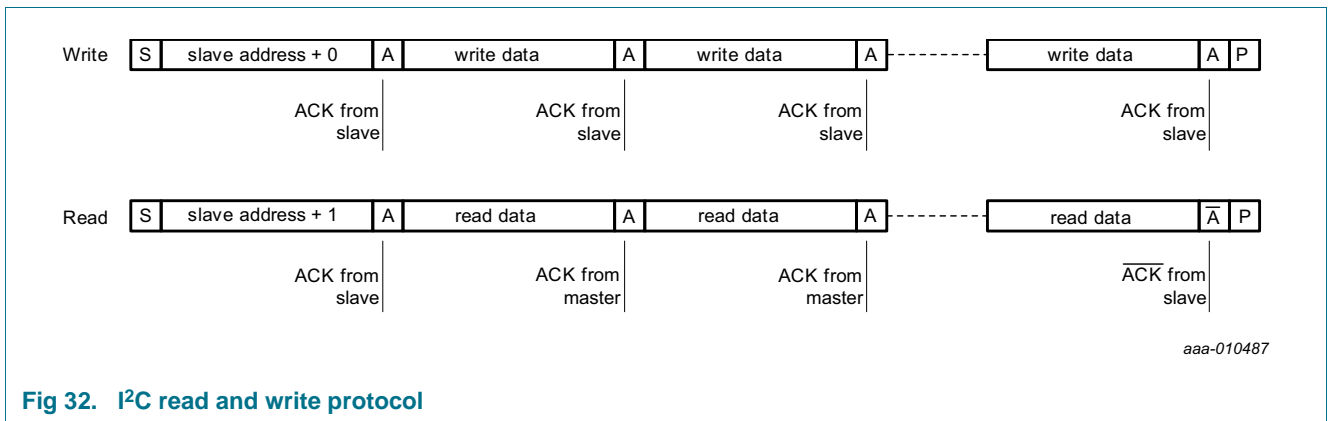 Write S slave address + 0 A write data A write data A write data A P
ACK from slave ACK from slave ACK from slave ACK from slave
Read S slave address + 1 A read data A read data A read data A̅ P
ACK from slave ACK from master ACK from master A̅C̅K̅ from slave
aaa-010487
Fig 32. I²C read and write protocol